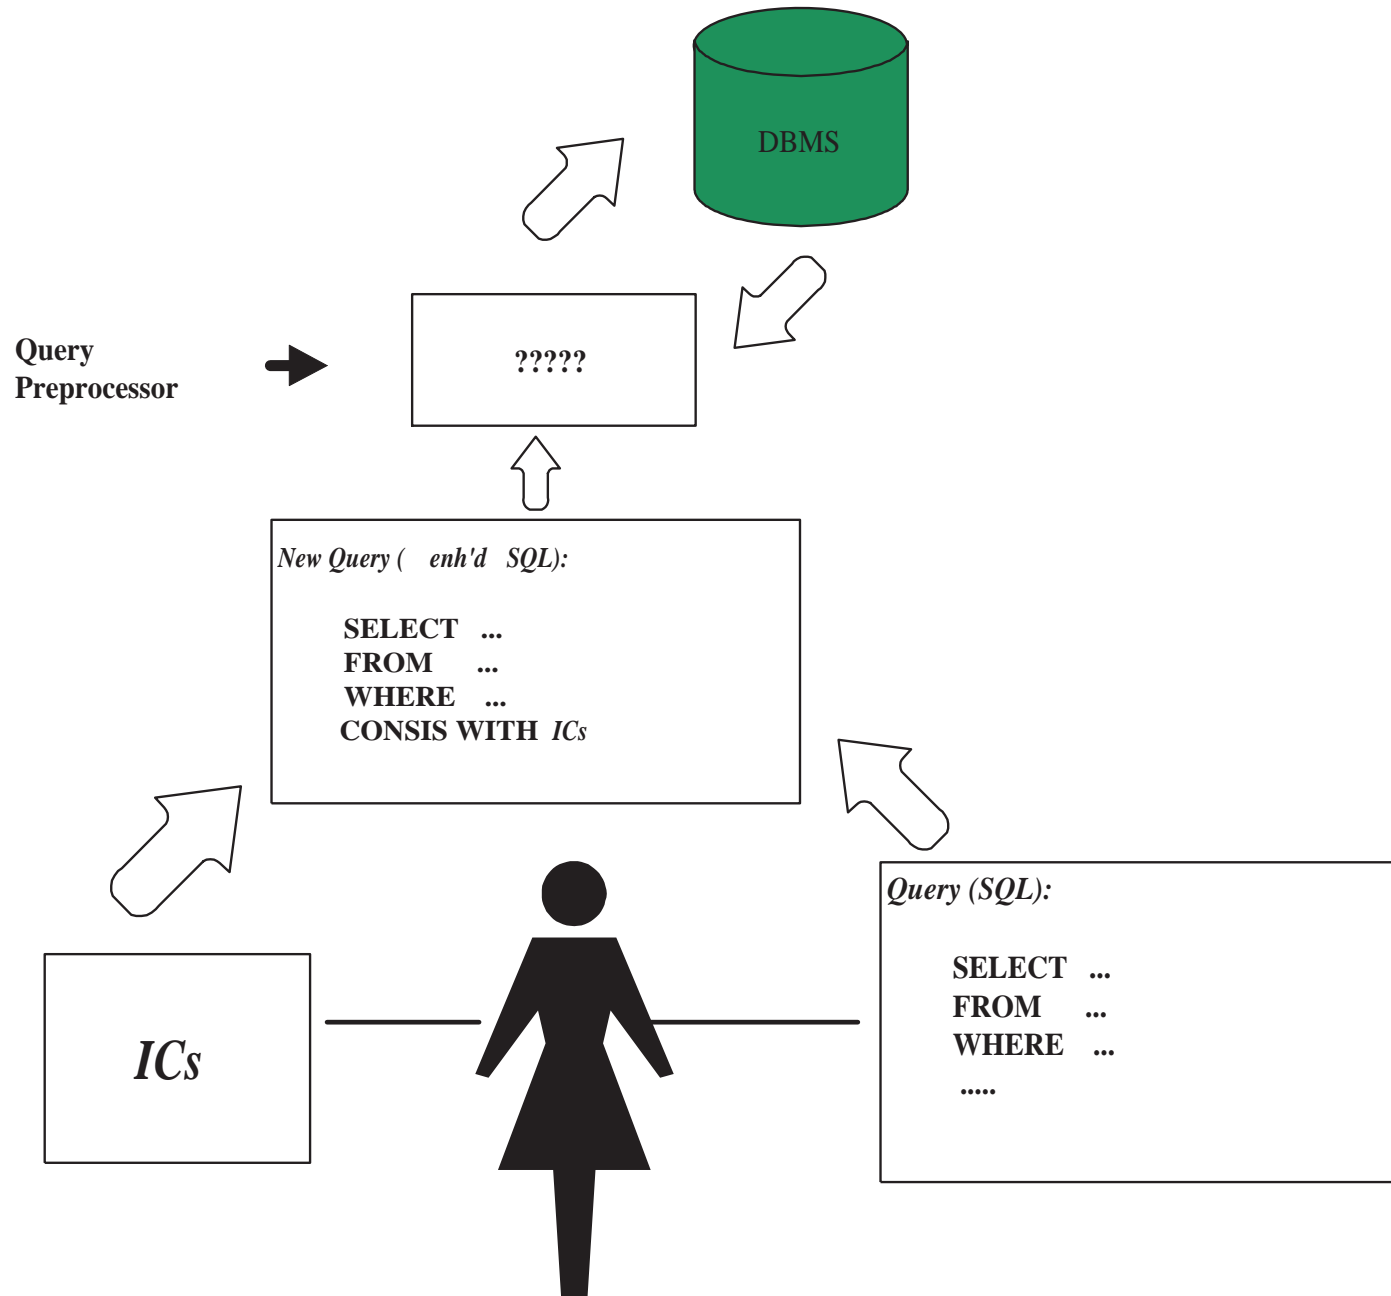 DBMS
Query
Preprocessor
?????
New Query ( enh'd SQL):
SELECT ...
FROM ...
WHERE ...
CONSIS WITH ICs
Query (SQL):
SELECT ...
FROM ...
WHERE ...
.....
ICs